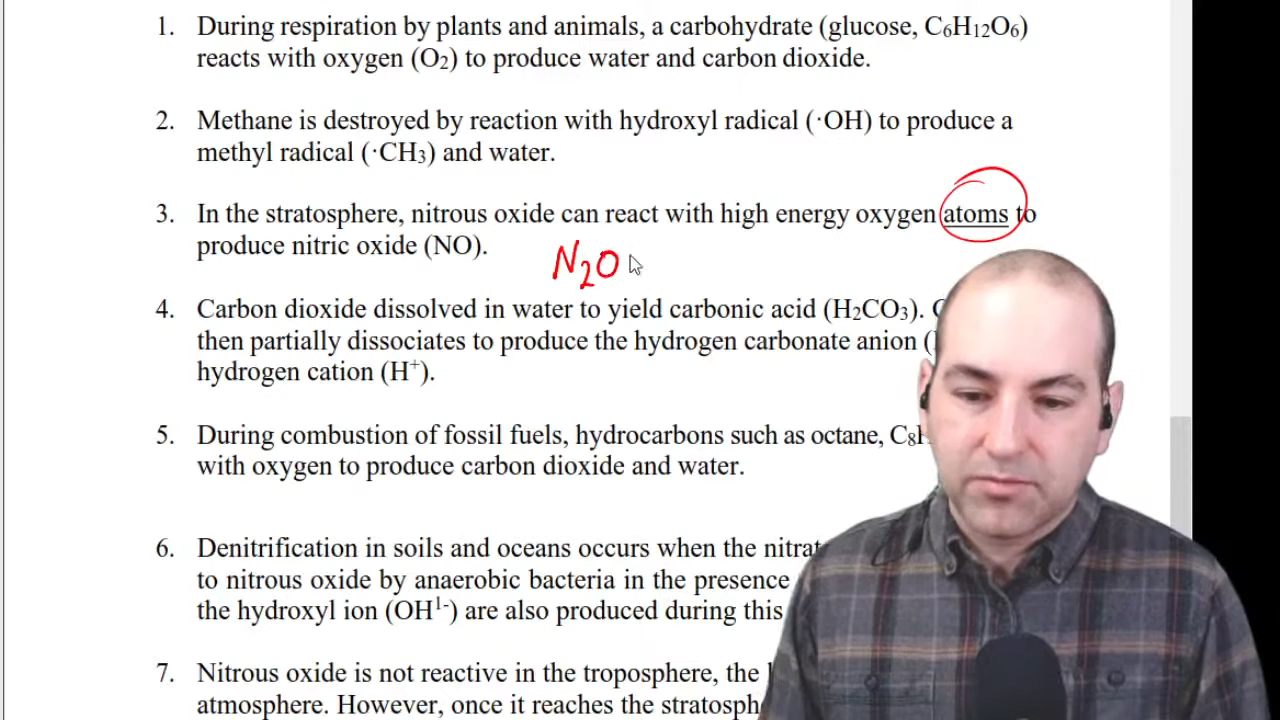 1. During respiration by plants and animals, a carbohydrate (glucose, C₆H₁₂O₆)
reacts with oxygen (O₂) to produce water and carbon dioxide.
2. Methane is destroyed by reaction with hydroxyl radical (·OH) to produce a
methyl radical (·CH₃) and water.
3. In the stratosphere, nitrous oxide can react with high energy oxygen atoms to
produce nitric oxide (NO).
N₂O
4. Carbon dioxide dissolved in water to yield carbonic acid (H₂CO₃).
then partially dissociates to produce the hydrogen carbonate anion (
hydrogen cation (H⁺).
5. During combustion of fossil fuels, hydrocarbons such as octane, C₈
with oxygen to produce carbon dioxide and water.
6. Denitrification in soils and oceans occurs when the
to nitrous oxide by anaerobic bacteria in the presence
the hydroxyl ion (OH¹⁻) are also produced during this
7. Nitrous oxide is not reactive in the troposphere, the
atmosphere. However, once it reaches the